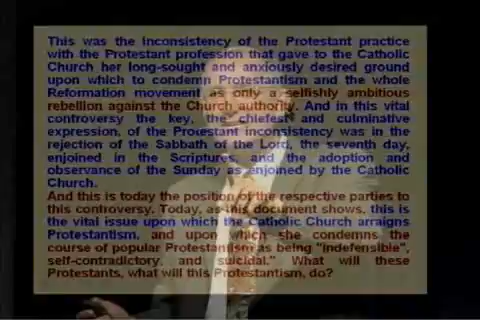 This was the inconsistency of the Protestant practice
with the Protestant profession that gave to the Catholic
Church her long-sought and anxiously desired ground
upon which to condemn Protestantism and the whole
Reformation movement as only a selfishly ambitious
rebellion against the Church authority. And in this vital
controversy the key, the chiefest and culminative
expression, of the Protestant inconsistency was in the
rejection of the Sabbath of the Lord, the seventh day,
enjoined in the Scriptures, and the adoption and
observance of the Sunday as enjoined by the Catholic
Church.
And this is today the position of the respective parties to
this controversy. Today, as this document shows, this is
the vital issue upon which the Catholic Church arraigns
Protestantism, and upon which she condemns the
course of popular Protestantism as being "indefensible",
self-contradictory, and suicidal." What will these
Protestants, what will this Protestantism, do?